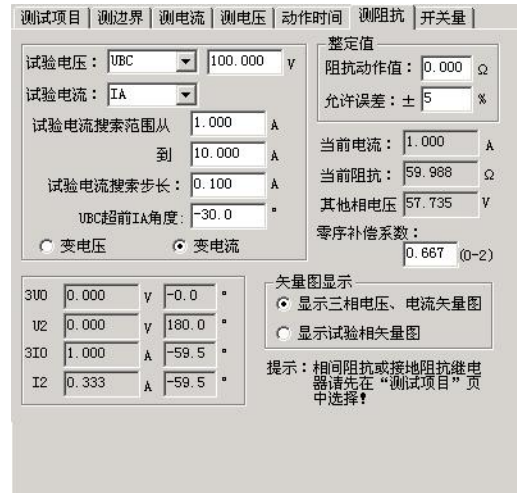 测试项目 测边界 测电流 测电压 动作时间 测阻抗 开关量
试验电压： UBC 100.000 V
试验电流： IA
试验电流搜索范围从 1.000 A
到 10.000 A
试验电流搜索步长： 0.100 A
UBC超前IA角度: -30.0 °
变电压 变电流
整定值
阻抗动作值： 0.000 Ω
允许误差：± 5 %
当前电流： 1.000 A
当前阻抗： 59.988 Ω
其他相电压 57.735 V
零序补偿系数：
0.667 (0-2)
3U0 0.000 V -0.0 °
U2 0.000 V 180.0 °
3I0 1.000 A -59.5 °
I2 0.333 A -59.5 °
矢量图显示
显示三相电压、电流矢量图
显示试验相矢量图
提示：相间阻抗或接地阻抗继电
器请先在“测试项目”页
中选择！